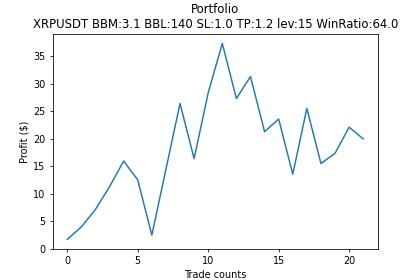 Portfolio
XRPUSDT BBM:3.1 BBL:140 SL:1.0 TP:1.2 lev:15 WinRatio:64.0
Profit ($)
35
30
25
20
15
10
5
0
0 5 10 15 20
Trade counts